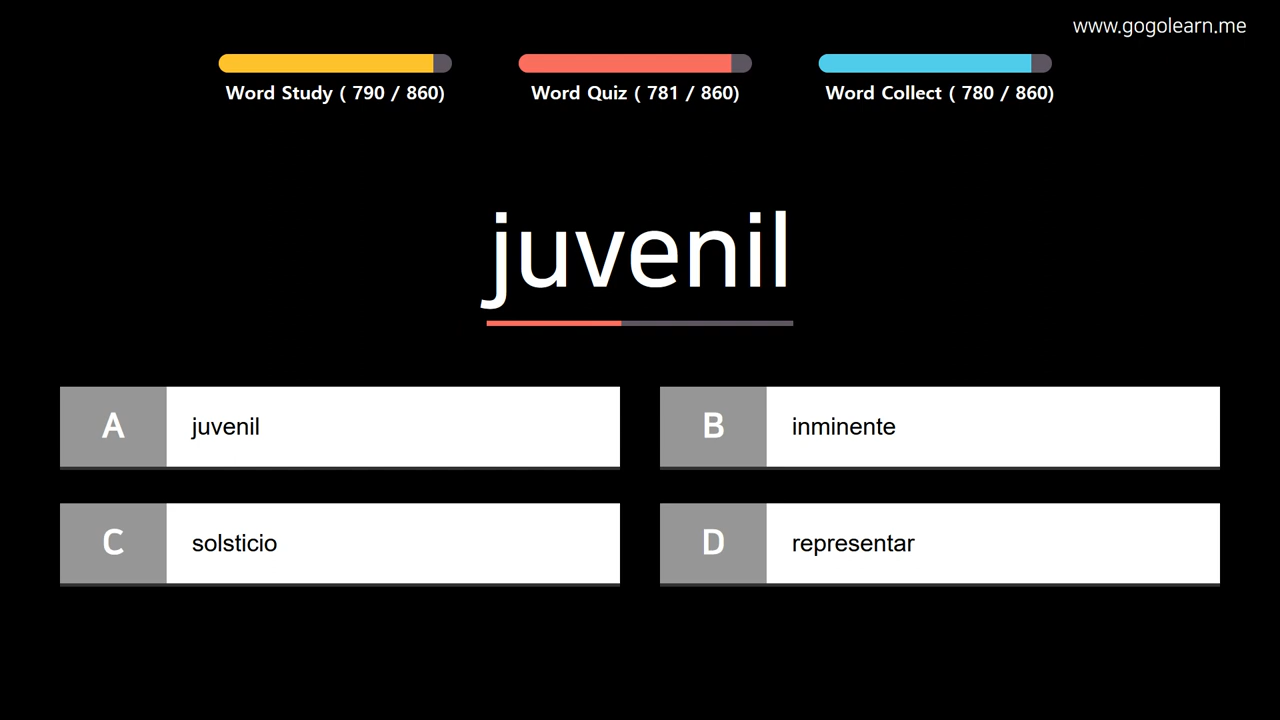 www.gogolearn.me
Word Study ( 790 / 860)
Word Quiz ( 781 / 860)
Word Collect ( 780 / 860)
juvenil
A juvenil
B inminente
C solsticio
D representar